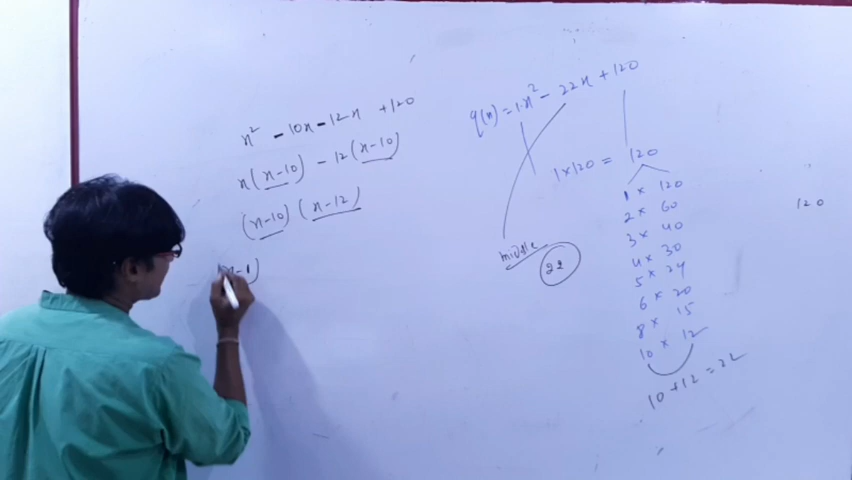 x² - 10x - 12x + 120
x(x-10) - 12(x-10)
(x-10) (x-12)
x-1)
q(x) = 1x² - 22x + 120
1×120 = 120
1 × 120
2 × 60
3 × 40
4 × 30
5 × 24
6 × 20
8 × 15
10 × 12
10 + 12 = 22
middle
22
120